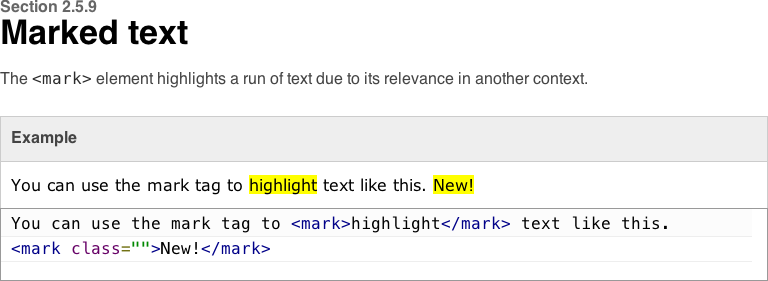 Section 2.5.9
Marked text
The <mark> element highlights a run of text due to its relevance in another context.
Example
You can use the mark tag to highlight text like this. New!
You can use the mark tag to <mark>highlight</mark> text like this.
<mark class="">New!</mark>